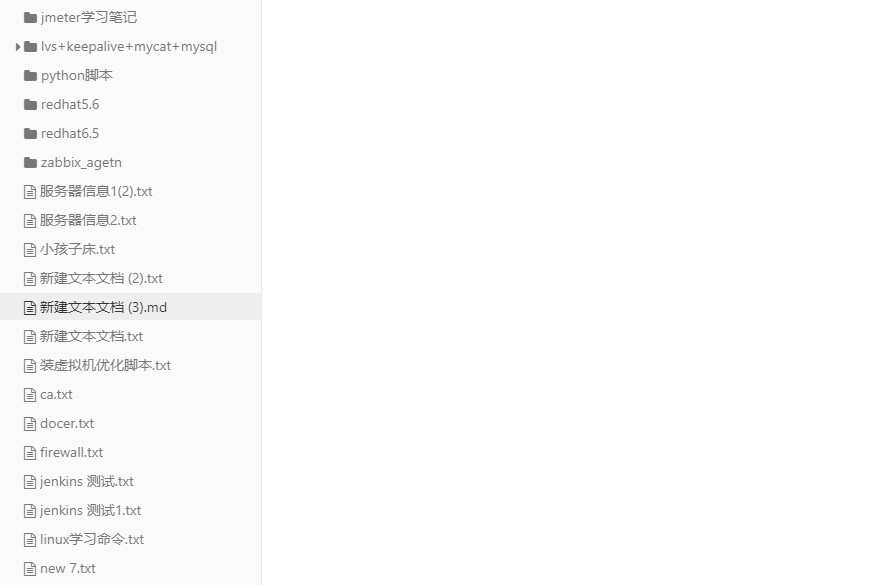 jmeter学习笔记
lvs+keepalive+mycat+mysql
python脚本
redhat5.6
redhat6.5
zabbix_agetn
服务器信息1(2).txt
服务器信息2.txt
小孩子床.txt
新建文本文档 (2).txt
新建文本文档 (3).md
新建文本文档.txt
装虚拟机优化脚本.txt
ca.txt
docer.txt
firewall.txt
jenkins 测试.txt
jenkins 测试1.txt
linux学习命令.txt
new 7.txt